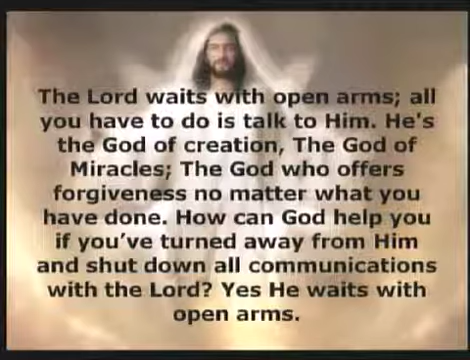 The Lord waits with open arms; all
you have to do is talk to Him. He's
the God of creation, The God of
Miracles; The God who offers
forgiveness no matter what you
have done. How can God help you
if you’ve turned away from Him
and shut down all communications
with the Lord? Yes He waits with
open arms.